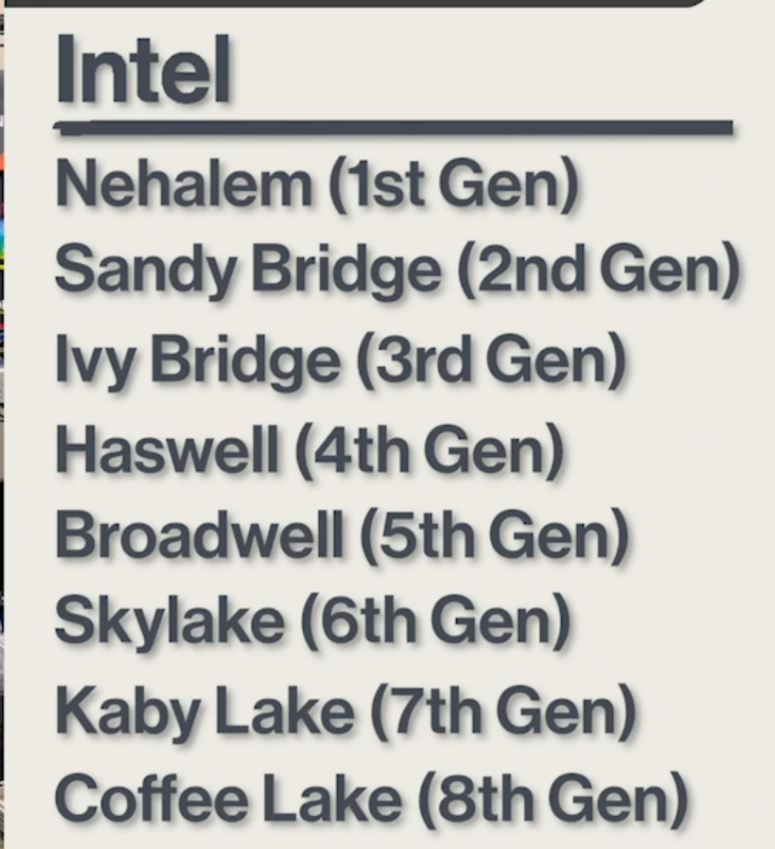 Intel
Nehalem (1st Gen)
Sandy Bridge (2nd Gen)
Ivy Bridge (3rd Gen)
Haswell (4th Gen)
Broadwell (5th Gen)
Skylake (6th Gen)
Kaby Lake (7th Gen)
Coffee Lake (8th Gen)